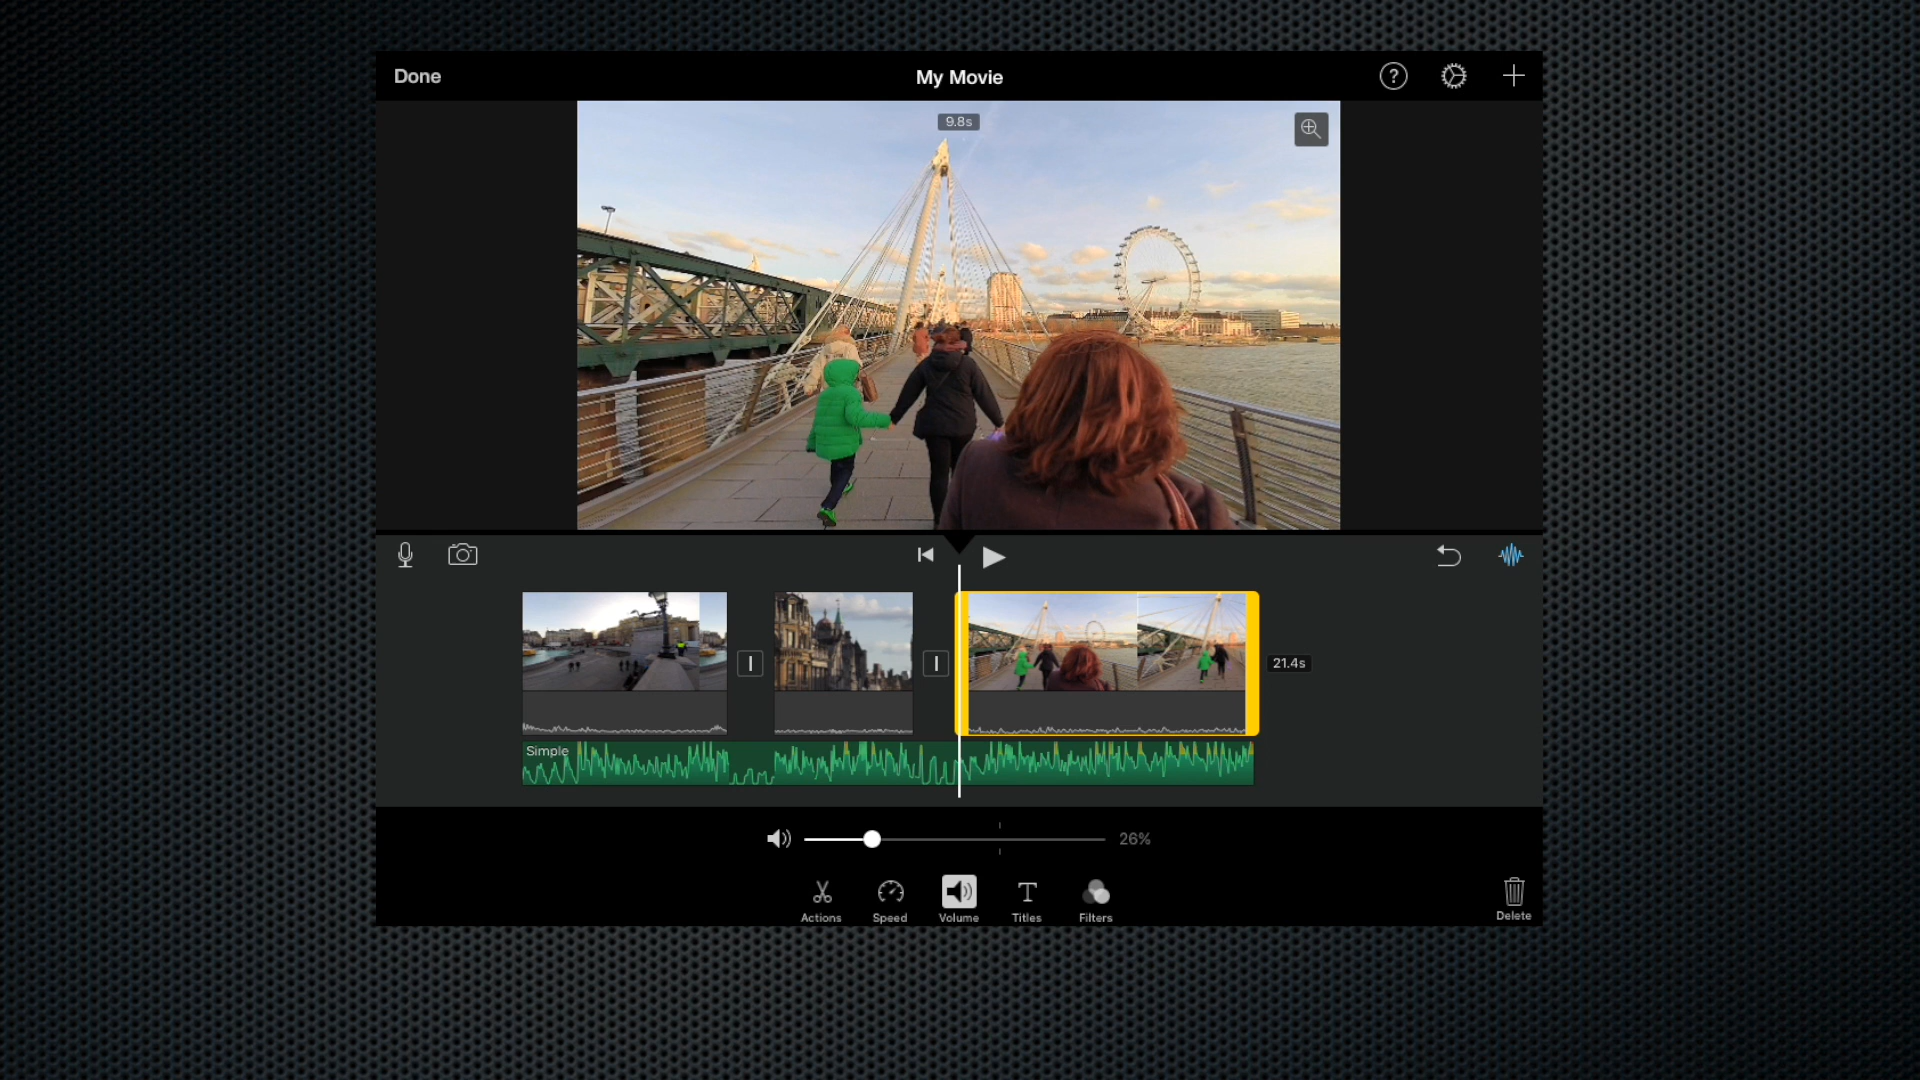 Done
My Movie
?
9.8s
21.4s
Simple
26%
Actions
Speed
Volume
T
Titles
Filters
Delete